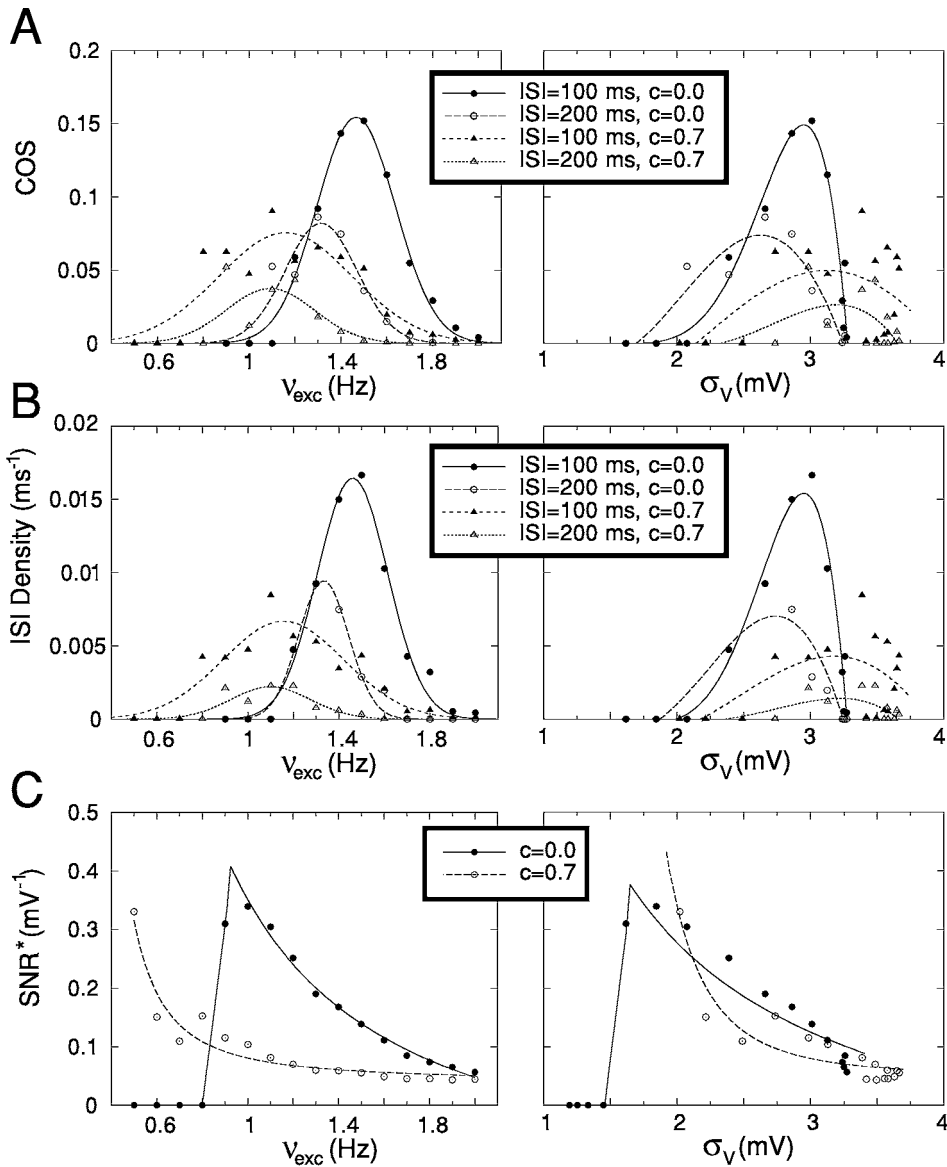 A
COS
0.2
0.15
0.1
0.05
0
ISI=100 ms, c=0.0
ISI=200 ms, c=0.0
ISI=100 ms, c=0.7
ISI=200 ms, c=0.7
0.6 1 1.4 1.8
νexc (Hz)
1 2 3 4
σV (mV)
B
ISI Density (ms-1)
0.02
0.015
0.01
0.005
0
ISI=100 ms, c=0.0
ISI=200 ms, c=0.0
ISI=100 ms, c=0.7
ISI=200 ms, c=0.7
0.6 1 1.4 1.8
νexc (Hz)
1 2 3 4
σV (mV)
C
SNR* (mV-1)
0.5
0.4
0.3
0.2
0.1
0
c=0.0
c=0.7
0.6 1 1.4 1.8
νexc (Hz)
1 2 3 4
σV (mV)